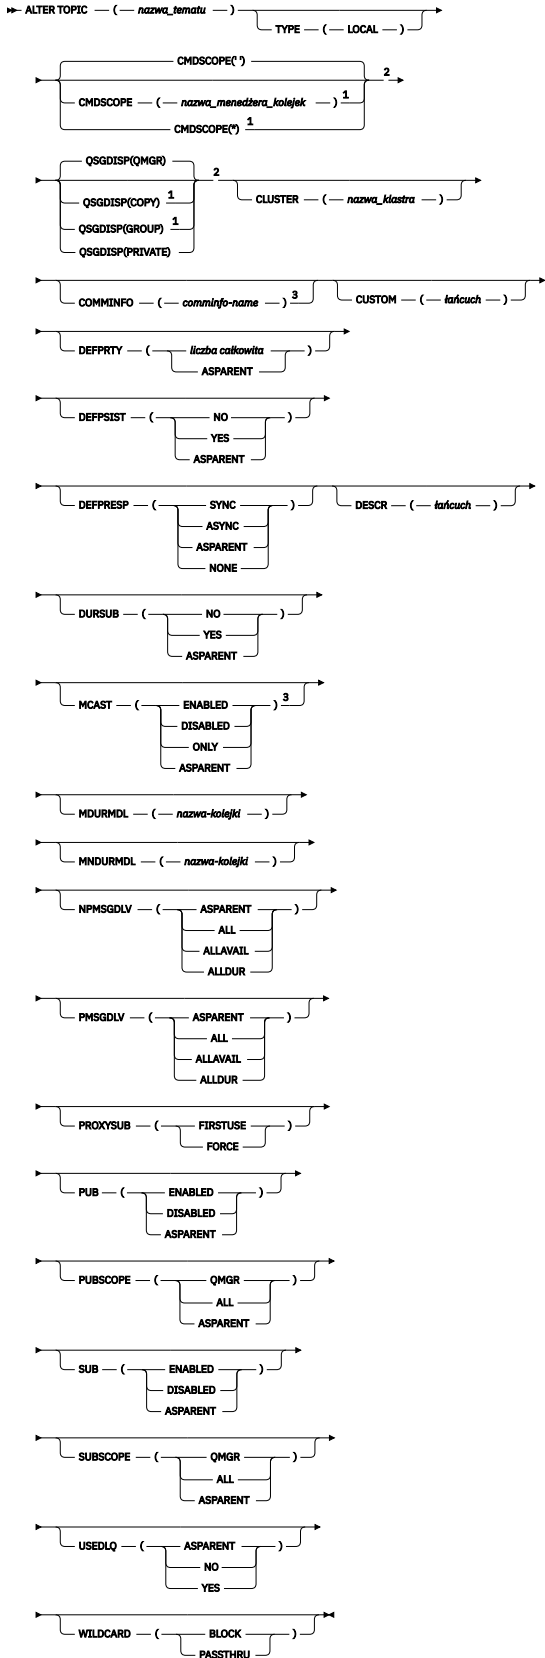 ALTER TOPIC ( nazwa_tematu )
TYPE ( LOCAL )
CMDSCOPE(' ')
2
CMDSCOPE ( nazwa_menedżera_kolejek ) 1
CMDSCOPE(*) 1
QSGDISP(QMGR)
2
QSGDISP(COPY) 1
CLUSTER ( nazwa_klastra )
QSGDISP(GROUP) 1
QSGDISP(PRIVATE)
COMMINFO ( comminfo-name ) 3
CUSTOM ( łańcuch )
DEFPRTY ( liczba całkowita )
ASPARENT
DEFPSIST ( NO )
YES
ASPARENT
DEFPRESP ( SYNC )
DESCR ( łańcuch )
ASYNC
ASPARENT
NONE
DURSUB ( NO )
YES
ASPARENT
MCAST ( ENABLED ) 3
DISABLED
ONLY
ASPARENT
MDURMDL ( nazwa-kolejki )
MNDURMDL ( nazwa-kolejki )
NPMSGDLV ( ASPARENT )
ALL
ALLAVAIL
ALLDUR
PMSGDLV ( ASPARENT )
ALL
ALLAVAIL
ALLDUR
PROXYSUB ( FIRSTUSE )
FORCE
PUB ( ENABLED )
DISABLED
ASPARENT
PUBSCOPE ( QMGR )
ALL
ASPARENT
SUB ( ENABLED )
DISABLED
ASPARENT
SUBSCOPE ( QMGR )
ALL
ASPARENT
USEDLQ ( ASPARENT )
NO
YES
WILDCARD ( BLOCK )
PASSTHRU